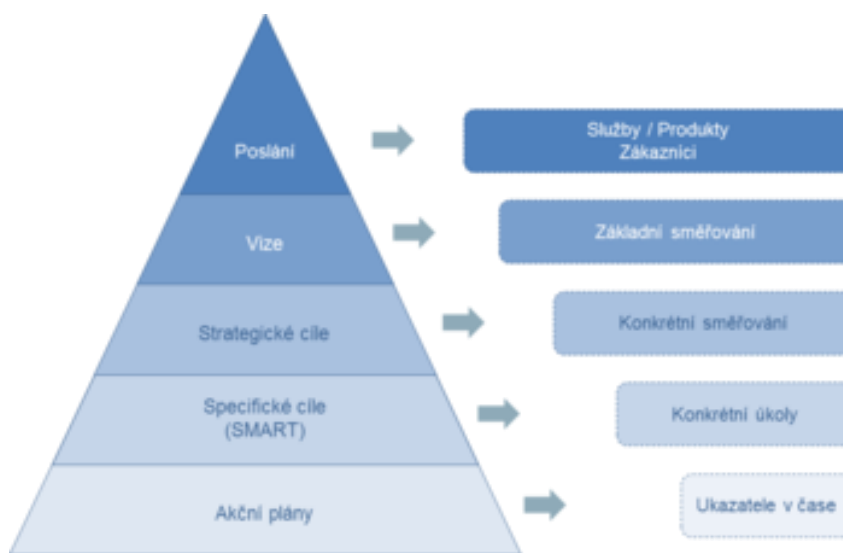 Poslání
Služby / Produkty
Zákazníci
Vize
Základní směřování
Strategické cíle
Konkrétní směřování
Specifické cíle
(SMART)
Konkrétní úkoly
Akční plány
Ukazatele v čase